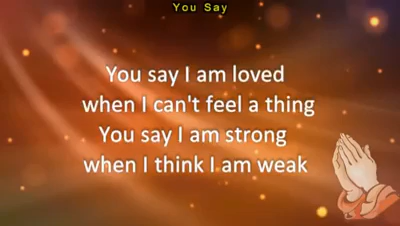 You Say
You say I am loved
when I can't feel a thing
You say I am strong
when I think I am weak